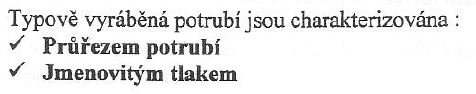 Typově vyráběná potrubí jsou charakterizována :
✓ Průřezem potrubí
✓ Jmenovitým tlakem